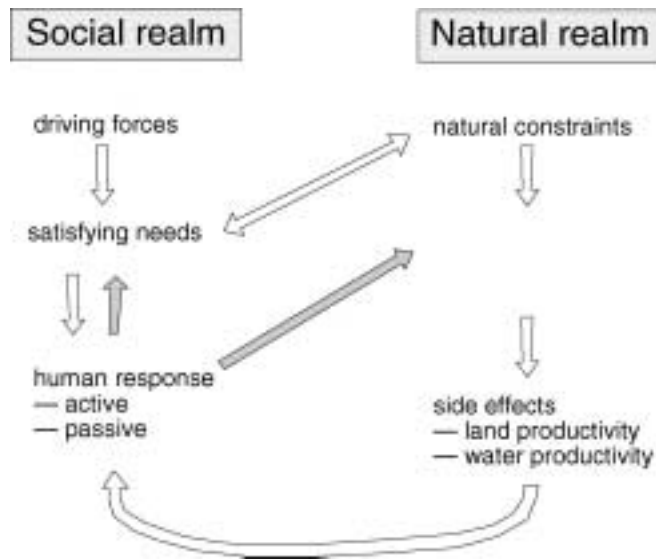 Social realm
Natural realm
driving forces
natural constraints
satisfying needs
human response
— active
— passive
side effects
— land productivity
— water productivity